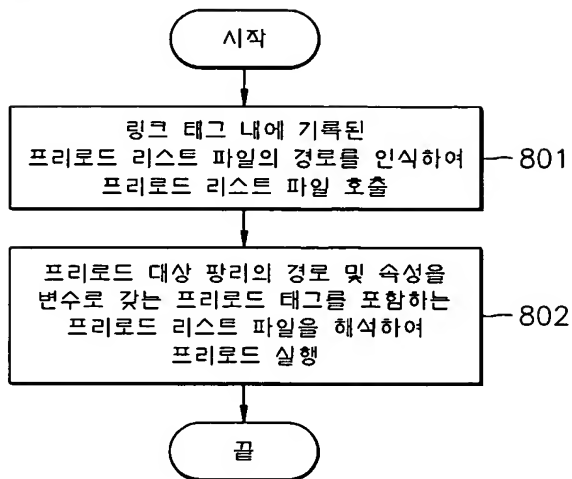 시작
링크 태그 내에 기록된
프리로드 리스트 파일의 경로를 인식하여
프리로드 리스트 파일 호출
801
프리로드 대상 팡리의 경로 및 속성을
변수로 갖는 프리로드 태그를 포함하는
프리로드 리스트 파일을 해석하여
프리로드 실행
802
끝